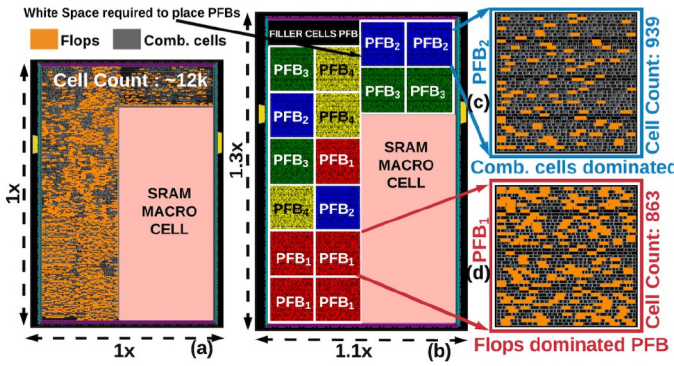 White Space required to place PFBs
Flops Comb. cells
Cell Count : ~12k
SRAM
MACRO
CELL
1x
1x
(a)
FILLER CELLS PFB
PFB2 PFB2
PFB3 PFB4
PFB3 PFB3
PFB2 PFB4
PFB3 PFB1
SRAM
MACRO
CELL
PFB4 PFB2
PFB1 PFB1
PFB1 PFB1
1.3x
1.1x
(b)
PFB2
(c)
Cell Count: 939
Comb. cells dominated
PFB1
(d)
Cell Count: 863
Flops dominated PFB